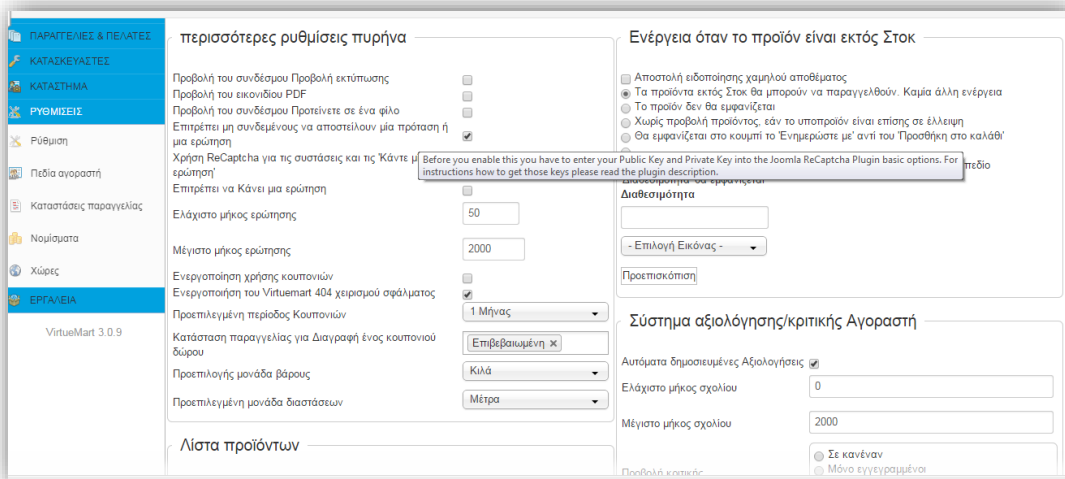 ΠΑΡΑΓΓΕΛΙΕΣ & ΠΕΛΑΤΕΣ
ΚΑΤΑΣΚΕΥΑΣΤΕΣ
ΚΑΤΑΣΤΗΜΑ
ΡΥΘΜΙΣΕΙΣ
Ρύθμιση
Πεδία αγοραστή
Καταστάσεις παραγγελίας
Νομίσματα
Χώρες
ΕΡΓΑΛΕΙΑ
VirtueMart 3.0.9
περισσότερες ρυθμίσεις πυρήνα
Προβολή του συνδέσμου Προβολή εκτύπωσης
Προβολή του εικονιδίου PDF
Προβολή του συνδέσμου Προτείνετε σε ένα φίλο
Επιτρέπει μη συνδεμένους να αποστείλουν μία πρόταση ή
μια ερώτηση
Χρήση ReCaptcha για τις συστάσεις και τις 'Κάντε μ
ερώτηση'
Before you enable this you have to enter your Public Key and Private Key into the Joomla ReCaptcha Plugin basic options. For
instructions how to get those keys please read the plugin description.
Επιτρέπει να Κάνει μια ερώτηση
Ελάχιστο μήκος ερώτησης
50
Μέγιστο μήκος ερώτησης
2000
Ενεργοποίηση χρήσης κουπονιών
Ενεργοποιήση του Virtuemart 404 χειρισμού σφάλματος
Προεπιλεγμένη περίοδος Κουπονιών
1 Μήνας
Κατάσταση παραγγελίας για Διαγραφή ένος κουπονιού
δώρου
Επιβεβαιωμένη ×
Προεπιλογής μονάδα βάρους
Κιλά
Προεπιλεγμένη μονάδα διαστάσεων
Μέτρα
Λίστα προϊόντων
Ενέργεια όταν το προϊόν είναι εκτός Στοκ
Αποστολή ειδοποίησης χαμηλού αποθέματος
Τα προϊόντα εκτός Στοκ θα μπορούν να παραγγελθούν. Καμία άλλη ενέργεια
Το προϊόν δεν θα εμφανίζεται
Χωρίς προβολή προϊόντος, εάν το υποπροϊόν είναι επίσης σε έλλειψη
Θα εμφανίζεται στο κουμπί το 'Ενημερώστε με' αντί του 'Προσθήκη στο καλάθι'
πεδίο
Διαθεσιμότητα' θα εμφανίζεται
Διαθεσιμότητα
- Επιλογή Εικόνας -
Προεπισκόπιση
Σύστημα αξιολόγησης/κριτικής Αγοραστή
Αυτόματα δημοσιευμένες Αξιολογήσεις
Ελάχιστο μήκος σχολίου
0
Μέγιστο μήκος σχολίου
2000
Προβολή κριτικής
Σε κανέναν
Μόνο εγγεγραμμένοι